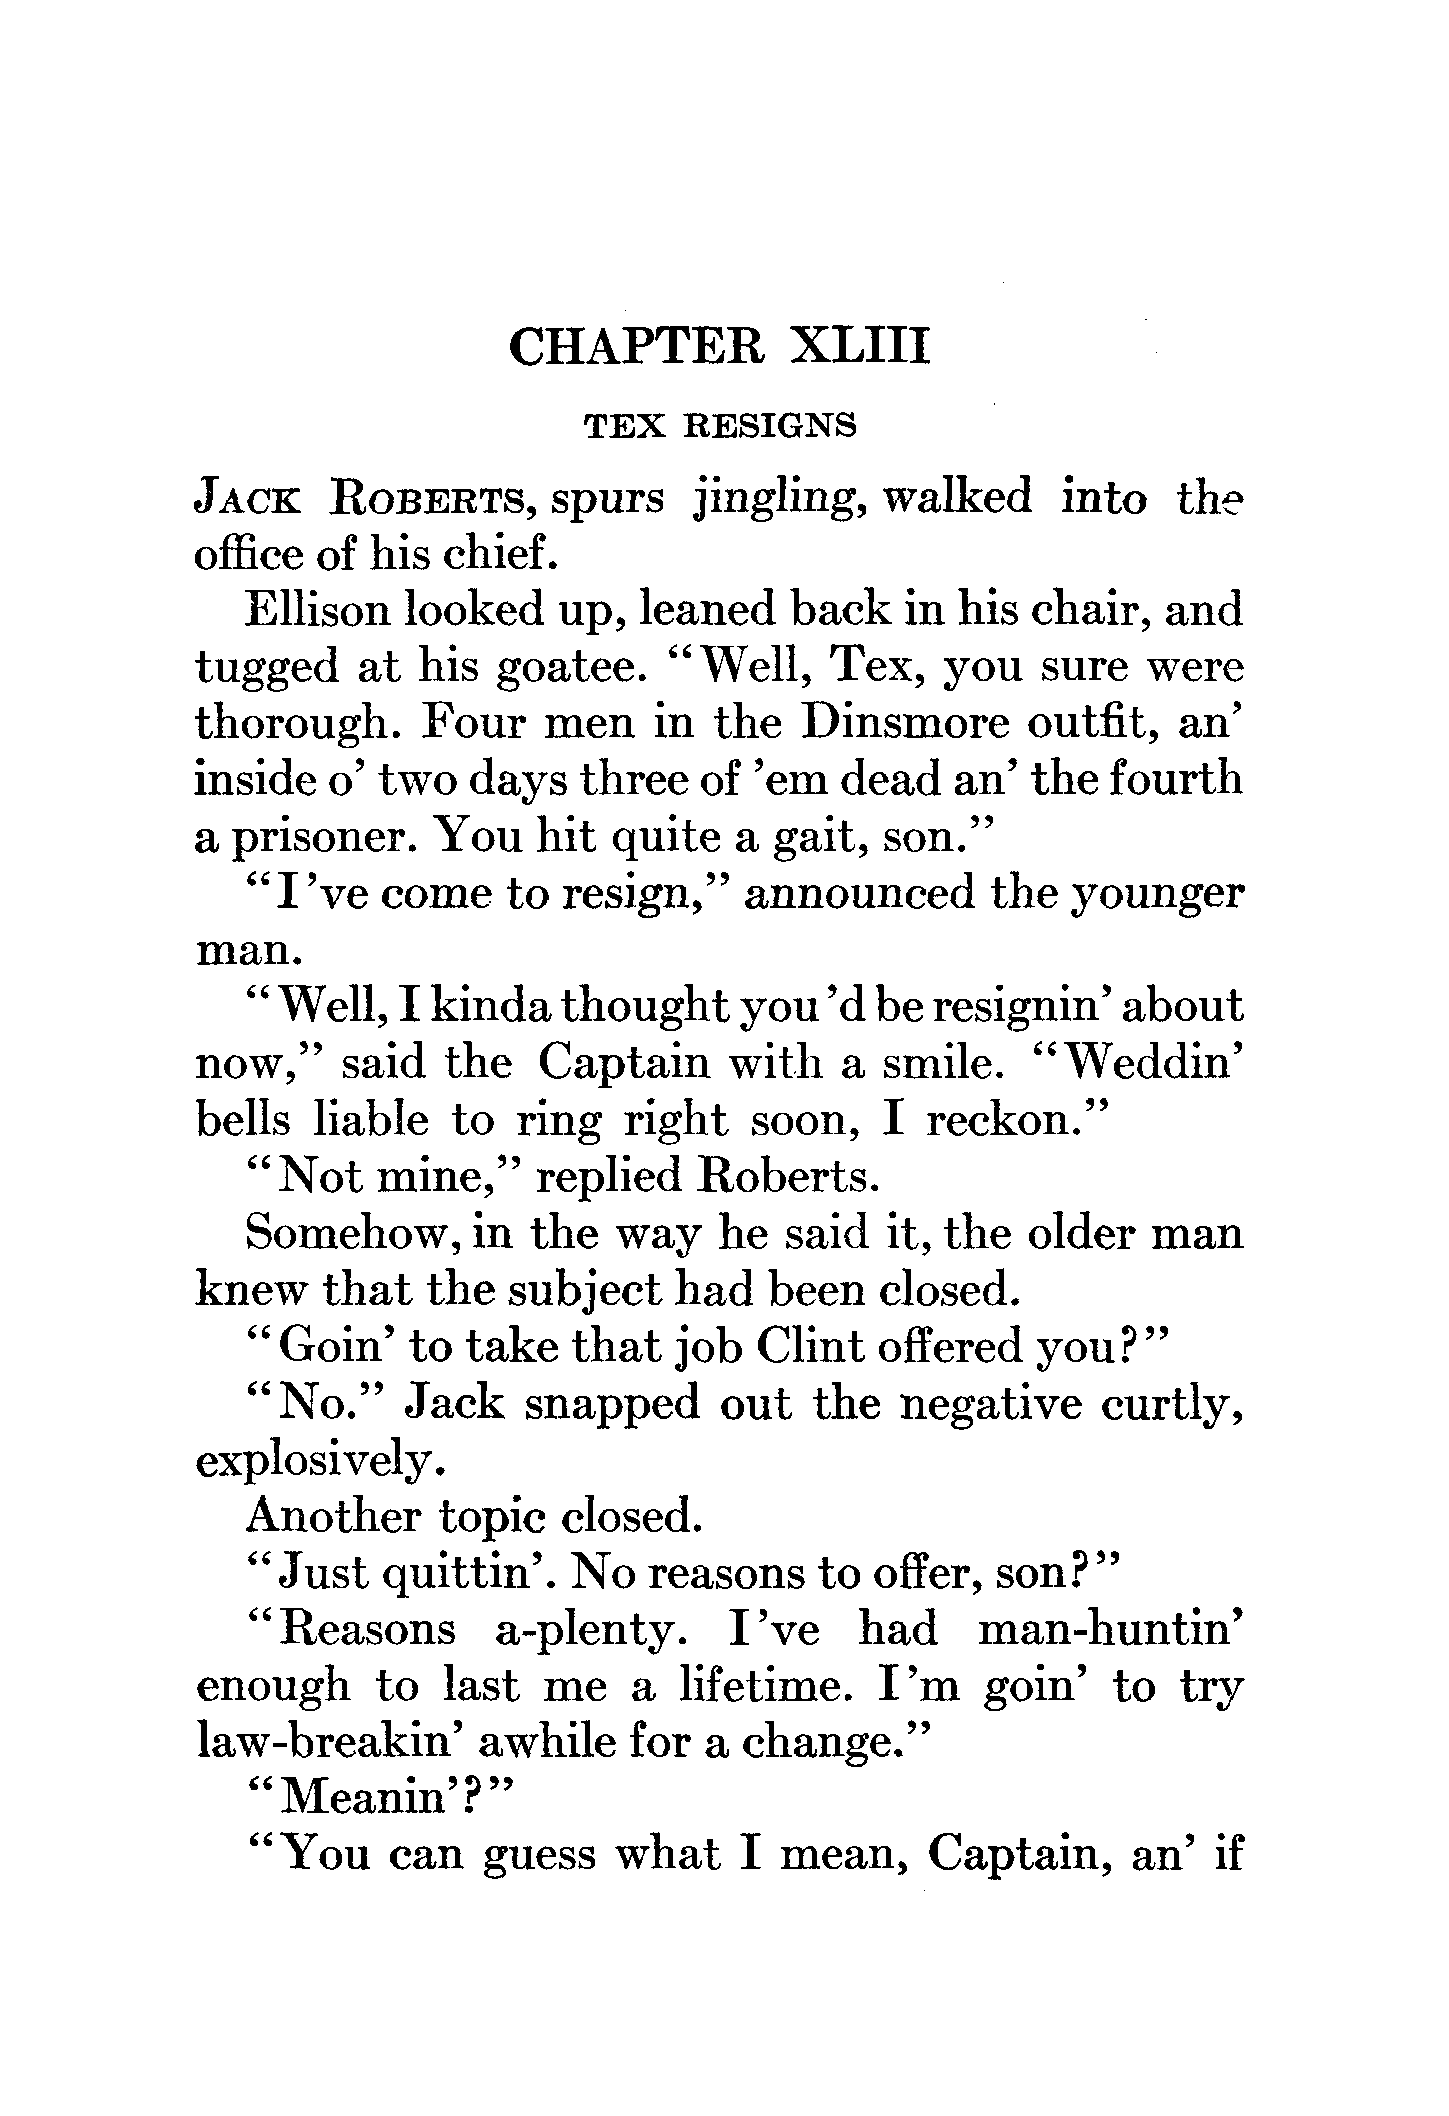 CHAPTER XLIII
TEX RESIGNS
JACK ROBERTS, spurs jingling, walked into the
office of his chief.
Ellison looked up, leaned back in his chair, and
tugged at his goatee. “Well, Tex, you sure were
thorough. Four men in the Dinsmore outfit, an’
inside o’ two days three of ’em dead an’ the fourth
a prisoner. You hit quite a gait, son.”
“I’ve come to resign,” announced the younger
man.
“Well, I kinda thought you’d be resignin’ about
now,” said the Captain with a smile. “Weddin’
bells liable to ring right soon, I reckon.”
“Not mine,” replied Roberts.
Somehow, in the way he said it, the older man
knew that the subject had been closed.
“Goin’ to take that job Clint offered you?”
“No.” Jack snapped out the negative curtly,
explosively.
Another topic closed.
“Just quittin’. No reasons to offer, son?”
“Reasons a-plenty. I’ve had man-huntin’
enough to last me a lifetime. I’m goin’ to try
law-breakin’ awhile for a change.”
“Meanin’?”
“You can guess what I mean, Captain, an’ if